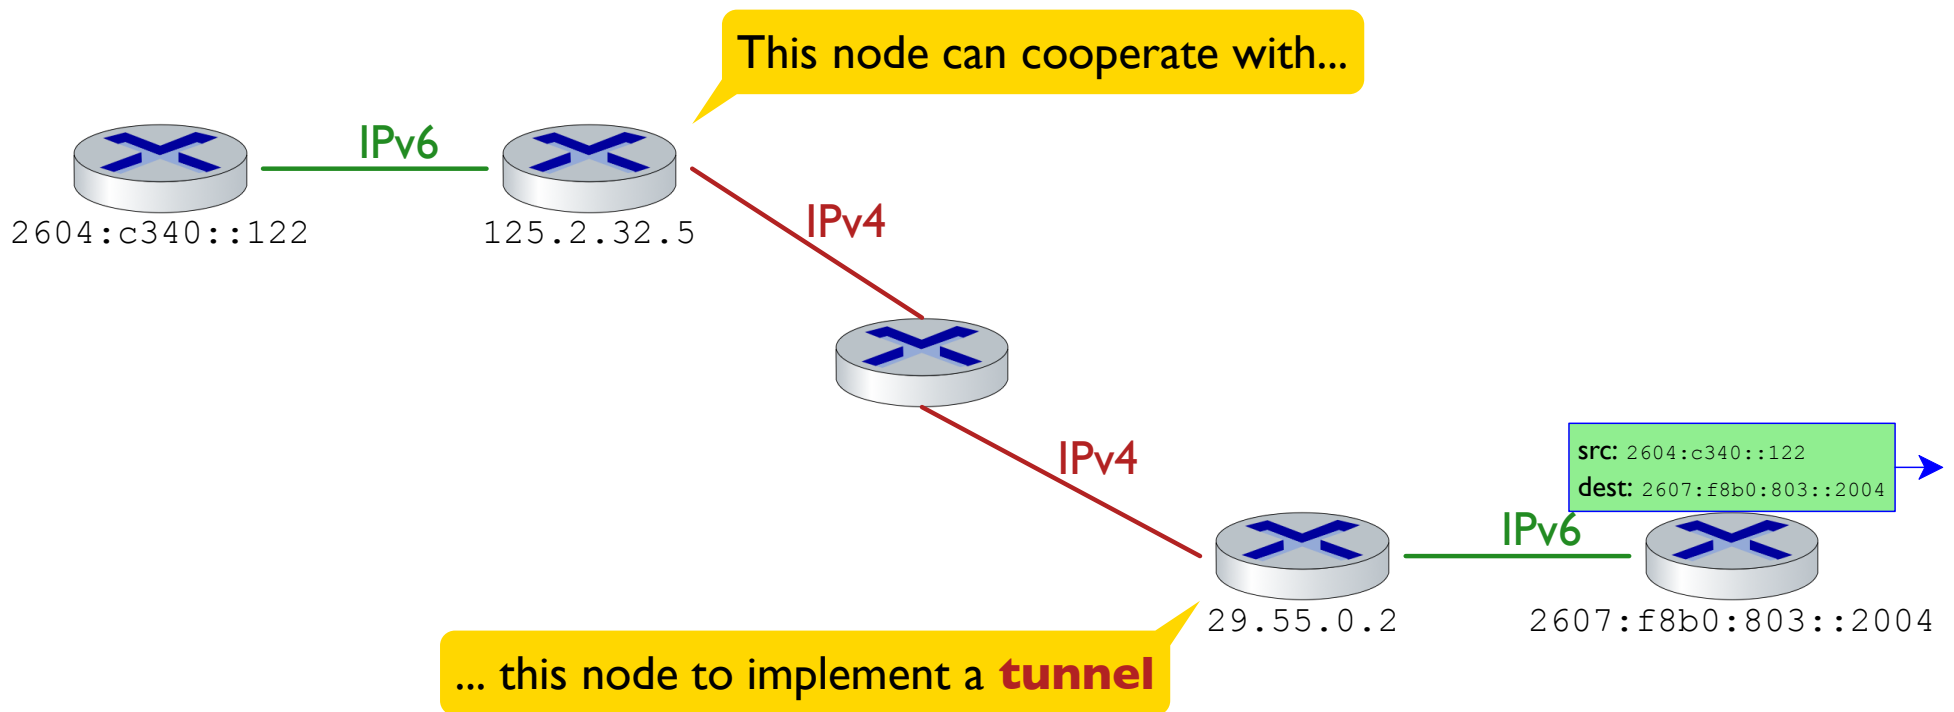 This node can cooperate with...
IPv6
2604:c340::122
125.2.32.5
IPv4
IPv4
src: 2604:c340::122
dest: 2607:f8b0:803::2004
IPv6
29.55.0.2
2607:f8b0:803::2004
... this node to implement a tunnel